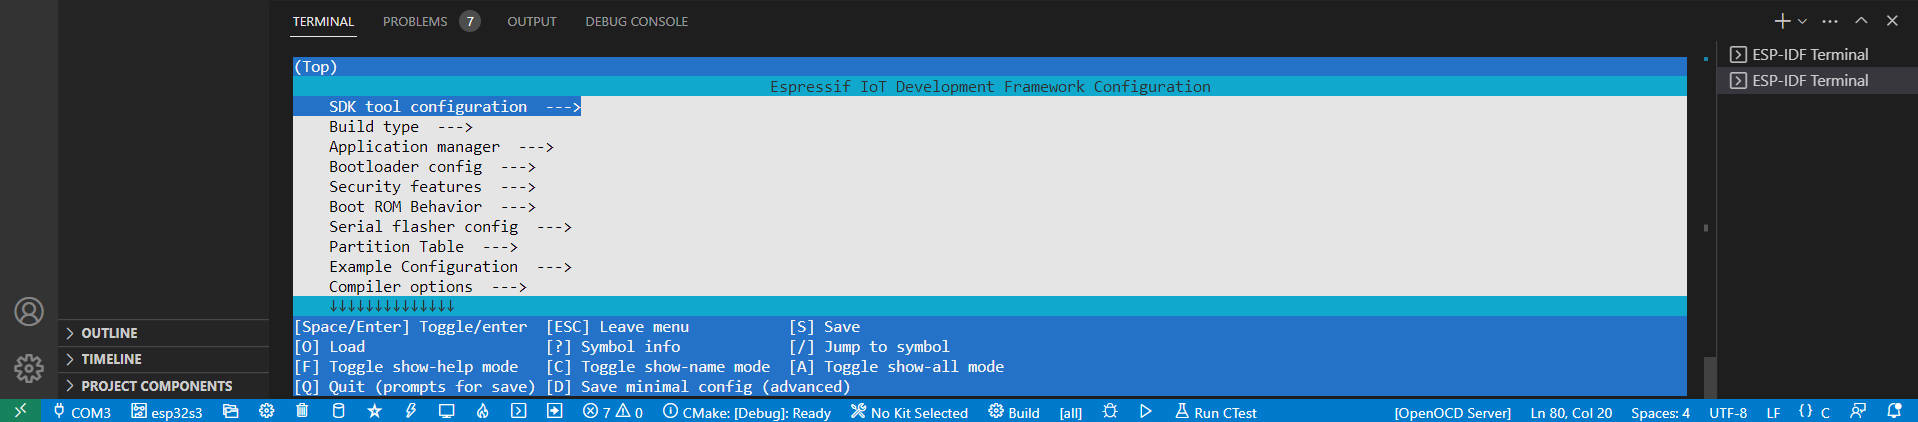 TERMINAL PROBLEMS 7 OUTPUT DEBUG CONSOLE
(Top)
Espressif IoT Development Framework Configuration
SDK tool configuration --->
Build type --->
Application manager --->
Bootloader config --->
Security features --->
Boot ROM Behavior --->
Serial flasher config --->
Partition Table --->
Example Configuration --->
Compiler options --->
↓↓↓↓↓↓↓↓↓↓↓↓↓↓
[Space/Enter] Toggle/enter [ESC] Leave menu [S] Save
[O] Load [?] Symbol info [/] Jump to symbol
[F] Toggle show-help mode [C] Toggle show-name mode [A] Toggle show-all mode
[Q] Quit (prompts for save) [D] Save minimal config (advanced)
ESP-IDF Terminal
ESP-IDF Terminal
OUTLINE
TIMELINE
PROJECT COMPONENTS
COM3 esp32s3 7 0 CMake: [Debug]: Ready No Kit Selected Build [all] Run CTest [OpenOCD Server] Ln 80, Col 20 Spaces: 4 UTF-8 LF {} C